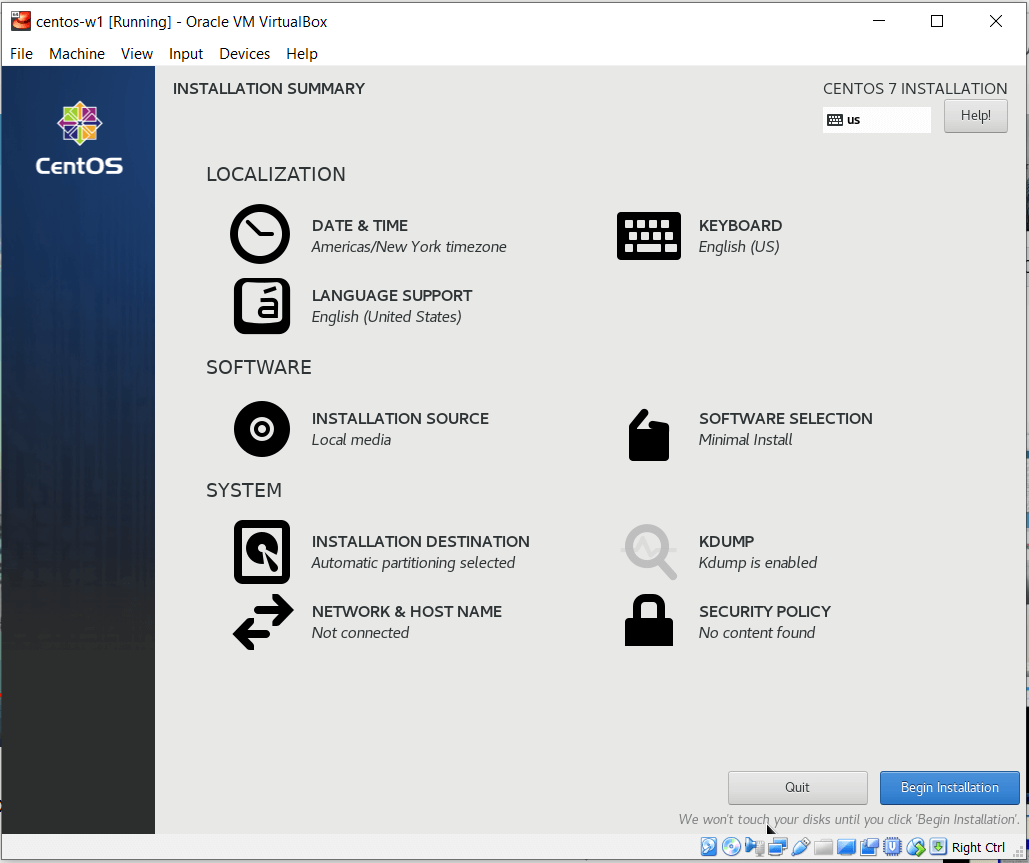 centos-w1 [Running] - Oracle VM VirtualBox
File Machine View Input Devices Help
CentOS
INSTALLATION SUMMARY
CENTOS 7 INSTALLATION
us
Help!
LOCALIZATION
DATE & TIME
Americas/New York timezone
KEYBOARD
English (US)
á
LANGUAGE SUPPORT
English (United States)
SOFTWARE
INSTALLATION SOURCE
Local media
SOFTWARE SELECTION
Minimal Install
SYSTEM
INSTALLATION DESTINATION
Automatic partitioning selected
KDUMP
Kdump is enabled
NETWORK & HOST NAME
Not connected
SECURITY POLICY
No content found
Quit
Begin Installation
We won't touch your disks until you click 'Begin Installation'.
Right Ctrl